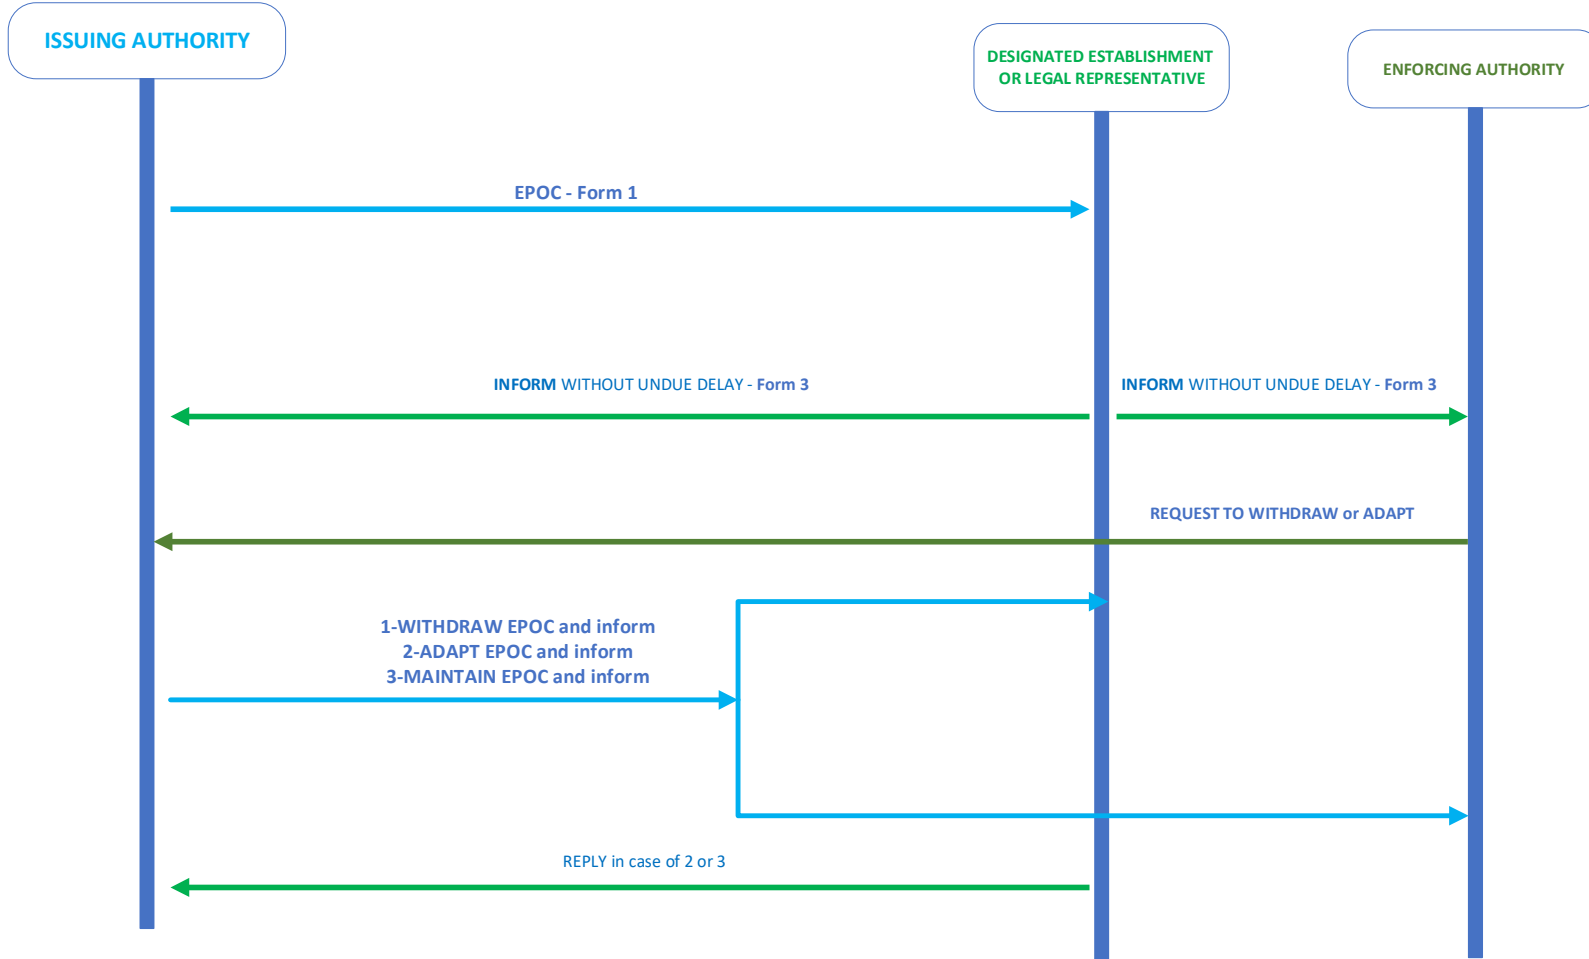 ISSUING AUTHORITY
DESIGNATED ESTABLISHMENT
OR LEGAL REPRESENTATIVE
ENFORCING AUTHORITY
EPOC - Form 1
INFORM WITHOUT UNDUE DELAY - Form 3
INFORM WITHOUT UNDUE DELAY - Form 3
REQUEST TO WITHDRAW or ADAPT
1-WITHDRAW EPOC and inform
2-ADAPT EPOC and inform
3-MAINTAIN EPOC and inform
REPLY in case of 2 or 3